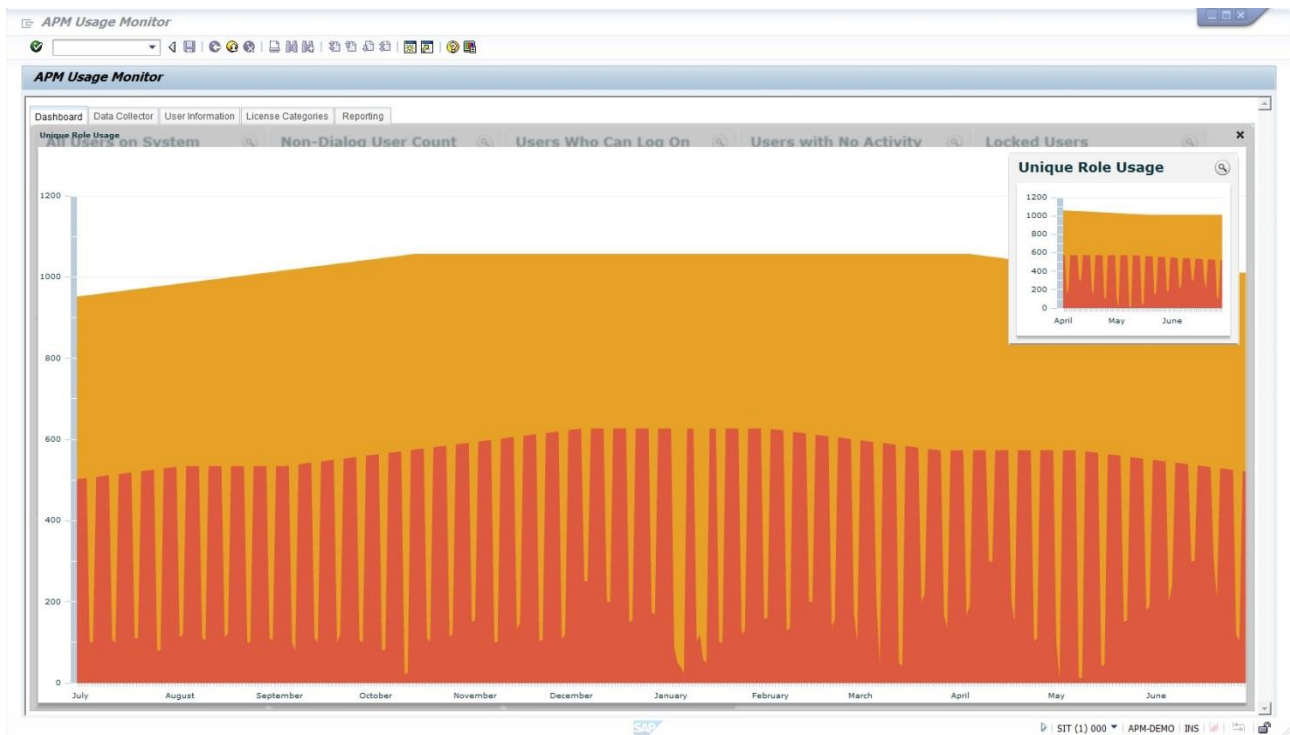 APM Usage Monitor
APM Usage Monitor
Dashboard Data Collector User Information License Categories Reporting
Unique Role Usage
All Users on System Non-Dialog User Count Users Who Can Log On Users with No Activity Locked Users
Unique Role Usage
1200
1000
800
600
400
200
0
April May June
1200
1000
800
600
400
200
0
July August September October November December January February March April May June
SAP
SIT (1) 000 APM-DEMO INS